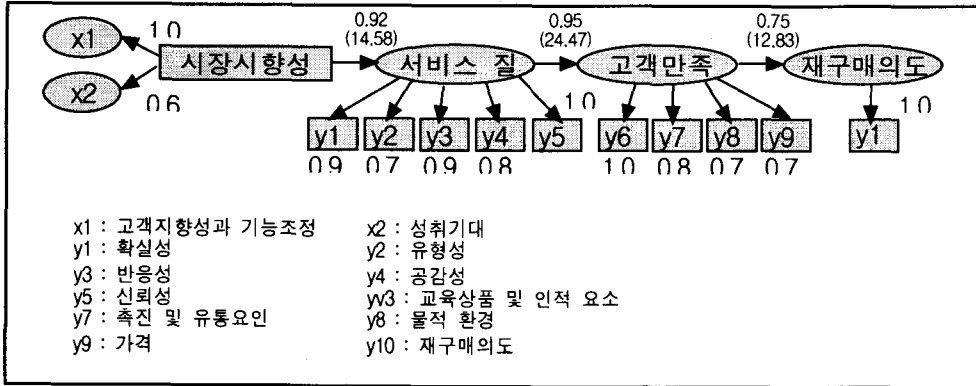 0.92 0.95 0.75
(14.58) (24.47) (12.83)
x1 1.0 시장시향성 서비스 질 고객만족 재구매의도
x2 0.6 1.0 1.0
y1 y2 y3 y4 y5 y6 y7 y8 y9 y1
0.9 0.7 0.9 0.8 1.0 0.8 0.7 0.7
x1 : 고객지향성과 기능조정 x2 : 성취기대
y1 : 확실성 y2 : 유형성
y3 : 반응성 y4 : 공감성
y5 : 신뢰성 yv3 : 교육상품 및 인적 요소
y7 : 촉진 및 유통요인 y8 : 물적 환경
y9 : 가격 y10 : 재구매의도